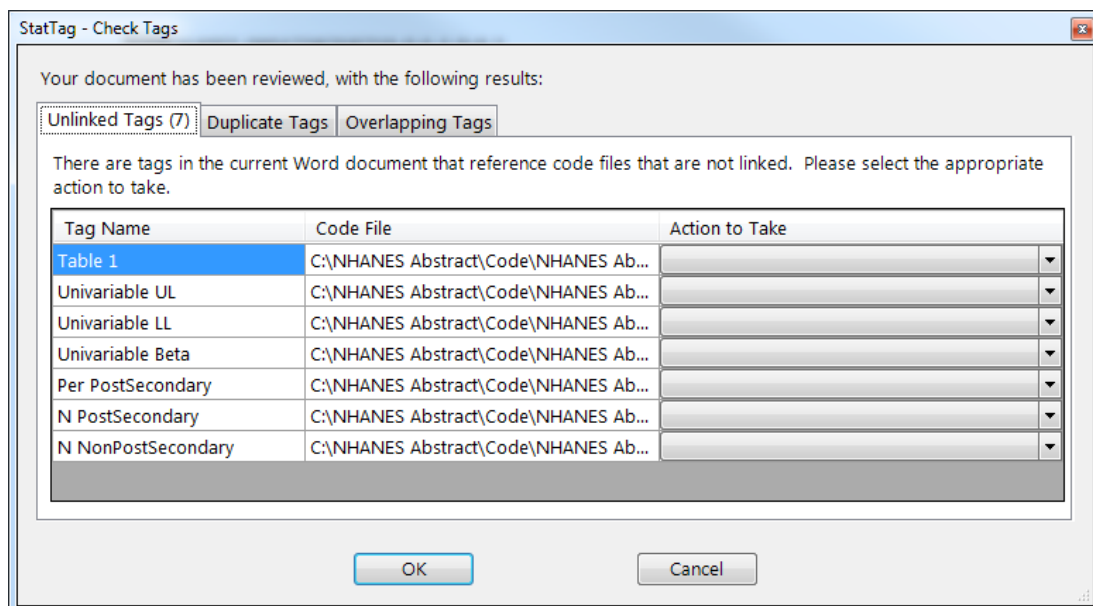 StatTag - Check Tags
Your document has been reviewed, with the following results:
Unlinked Tags (7) Duplicate Tags Overlapping Tags
There are tags in the current Word document that reference code files that are not linked. Please select the appropriate
action to take.
Tag Name Code File Action to Take
Table 1 C:\NHANES Abstract\Code\NHANES Ab...
Univariable UL C:\NHANES Abstract\Code\NHANES Ab...
Univariable LL C:\NHANES Abstract\Code\NHANES Ab...
Univariable Beta C:\NHANES Abstract\Code\NHANES Ab...
Per PostSecondary C:\NHANES Abstract\Code\NHANES Ab...
N PostSecondary C:\NHANES Abstract\Code\NHANES Ab...
N NonPostSecondary C:\NHANES Abstract\Code\NHANES Ab...
OK Cancel